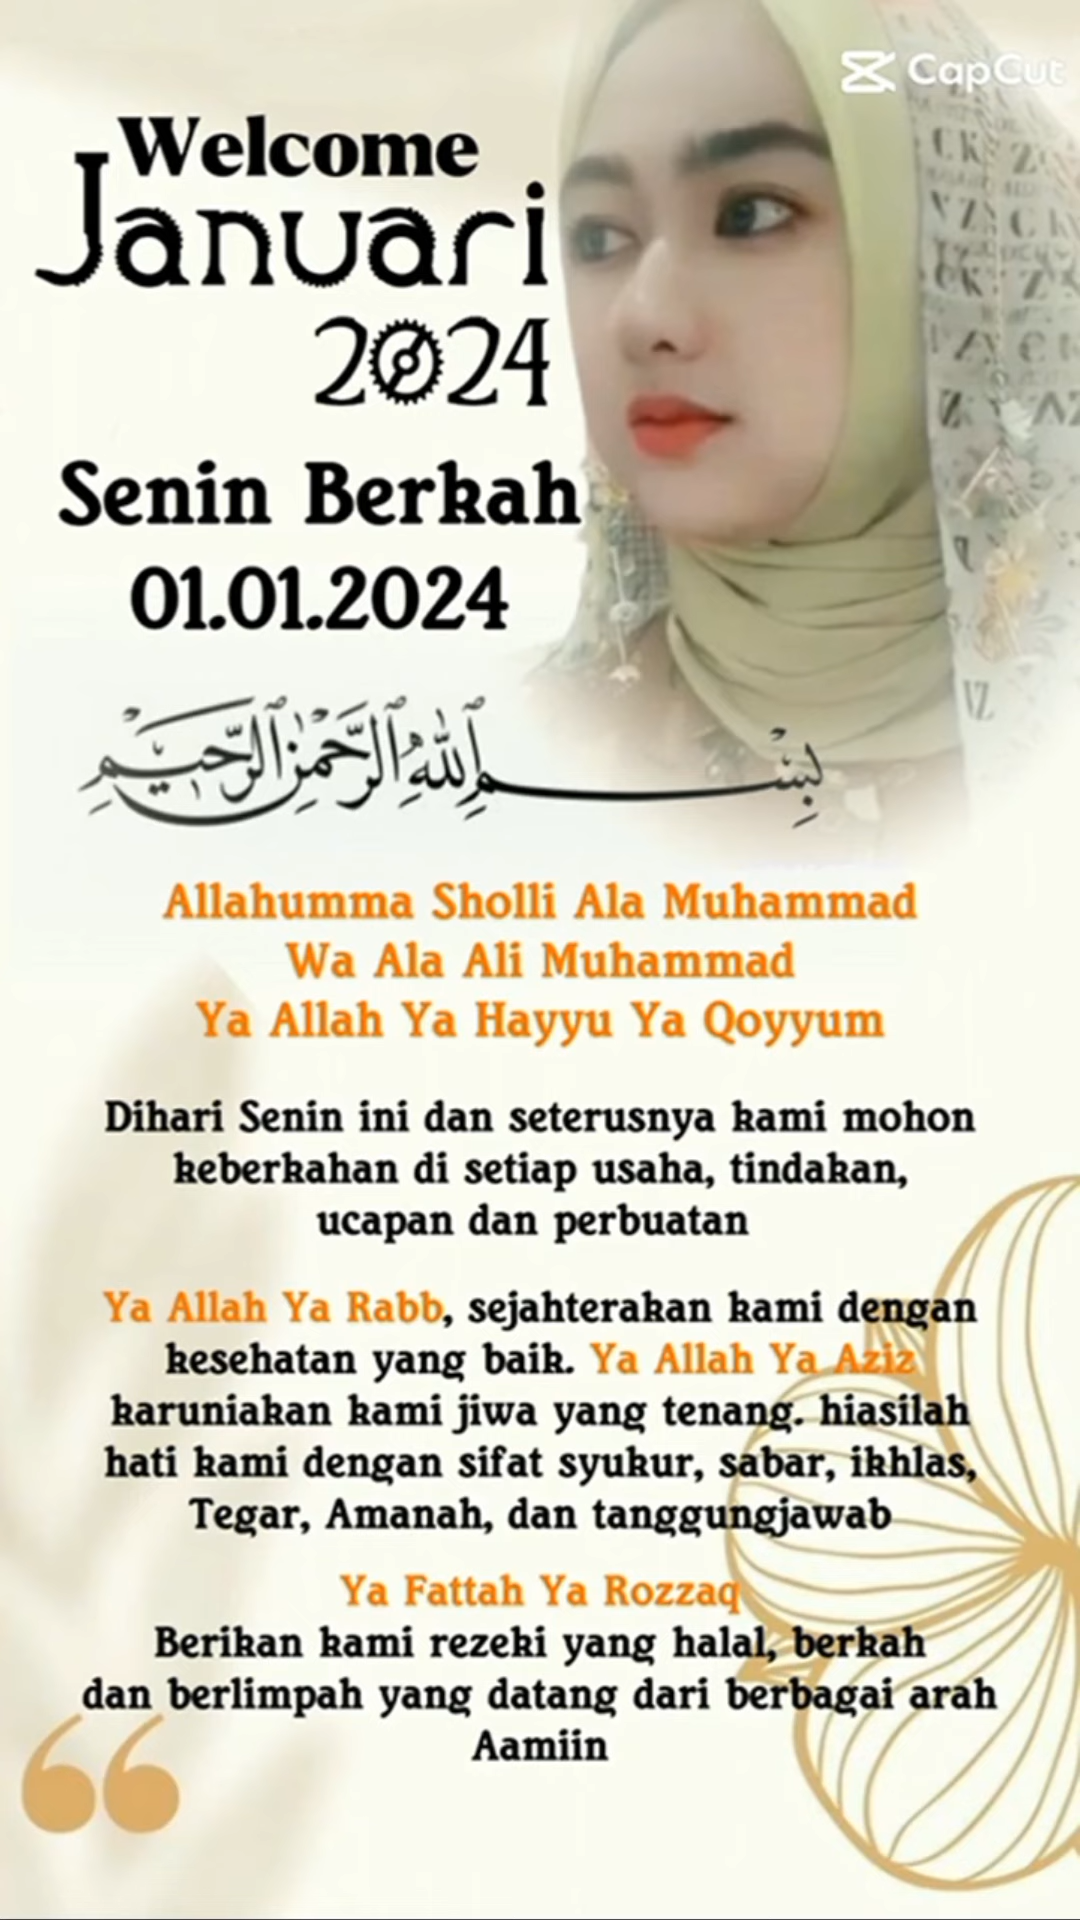 CapCut
Welcome
Januari
2024
Senin Berkah
01.01.2024
بِسْمِ ٱللَّهِ ٱلرَّحْمَٰنِ ٱلرَّحِيمِ
Allahumma Sholli Ala Muhammad
Wa Ala Ali Muhammad
Ya Allah Ya Hayyu Ya Qoyyum
Dihari Senin ini dan seterusnya kami mohon
keberkahan di setiap usaha, tindakan,
ucapan dan perbuatan
Ya Allah Ya Rabb, sejahterakan kami dengan
kesehatan yang baik. Ya Allah Ya Aziz
karuniakan kami jiwa yang tenang. hiasilah
hati kami dengan sifat syukur, sabar, ikhlas,
Tegar, Amanah, dan tanggungjawab
Ya Fattah Ya Rozzaq
Berikan kami rezeki yang halal, berkah
dan berlimpah yang datang dari berbagai arah
Aamiin